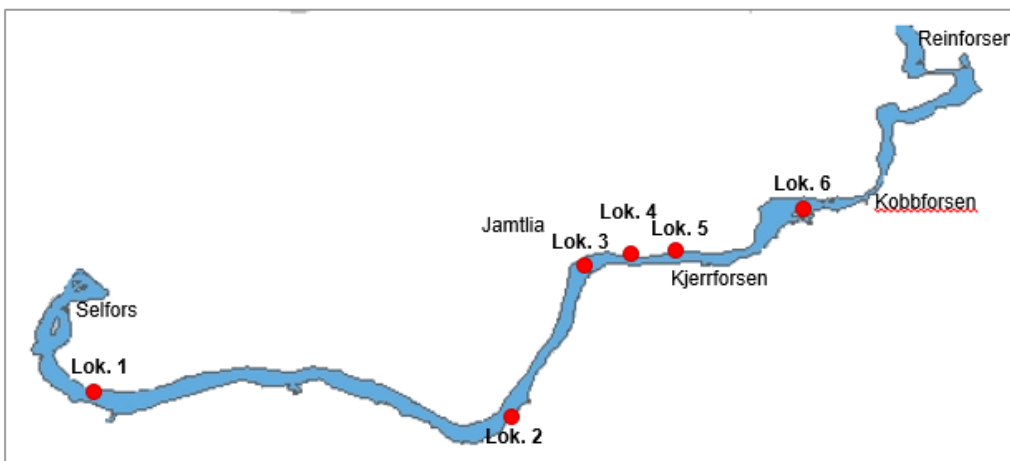 Reinforsen
Lok. 6
Kobbforsen
Lok. 4
Jamtlia
Lok. 5
Lok. 3
Kjerrforsen
Selfors
Lok. 1
Lok. 2